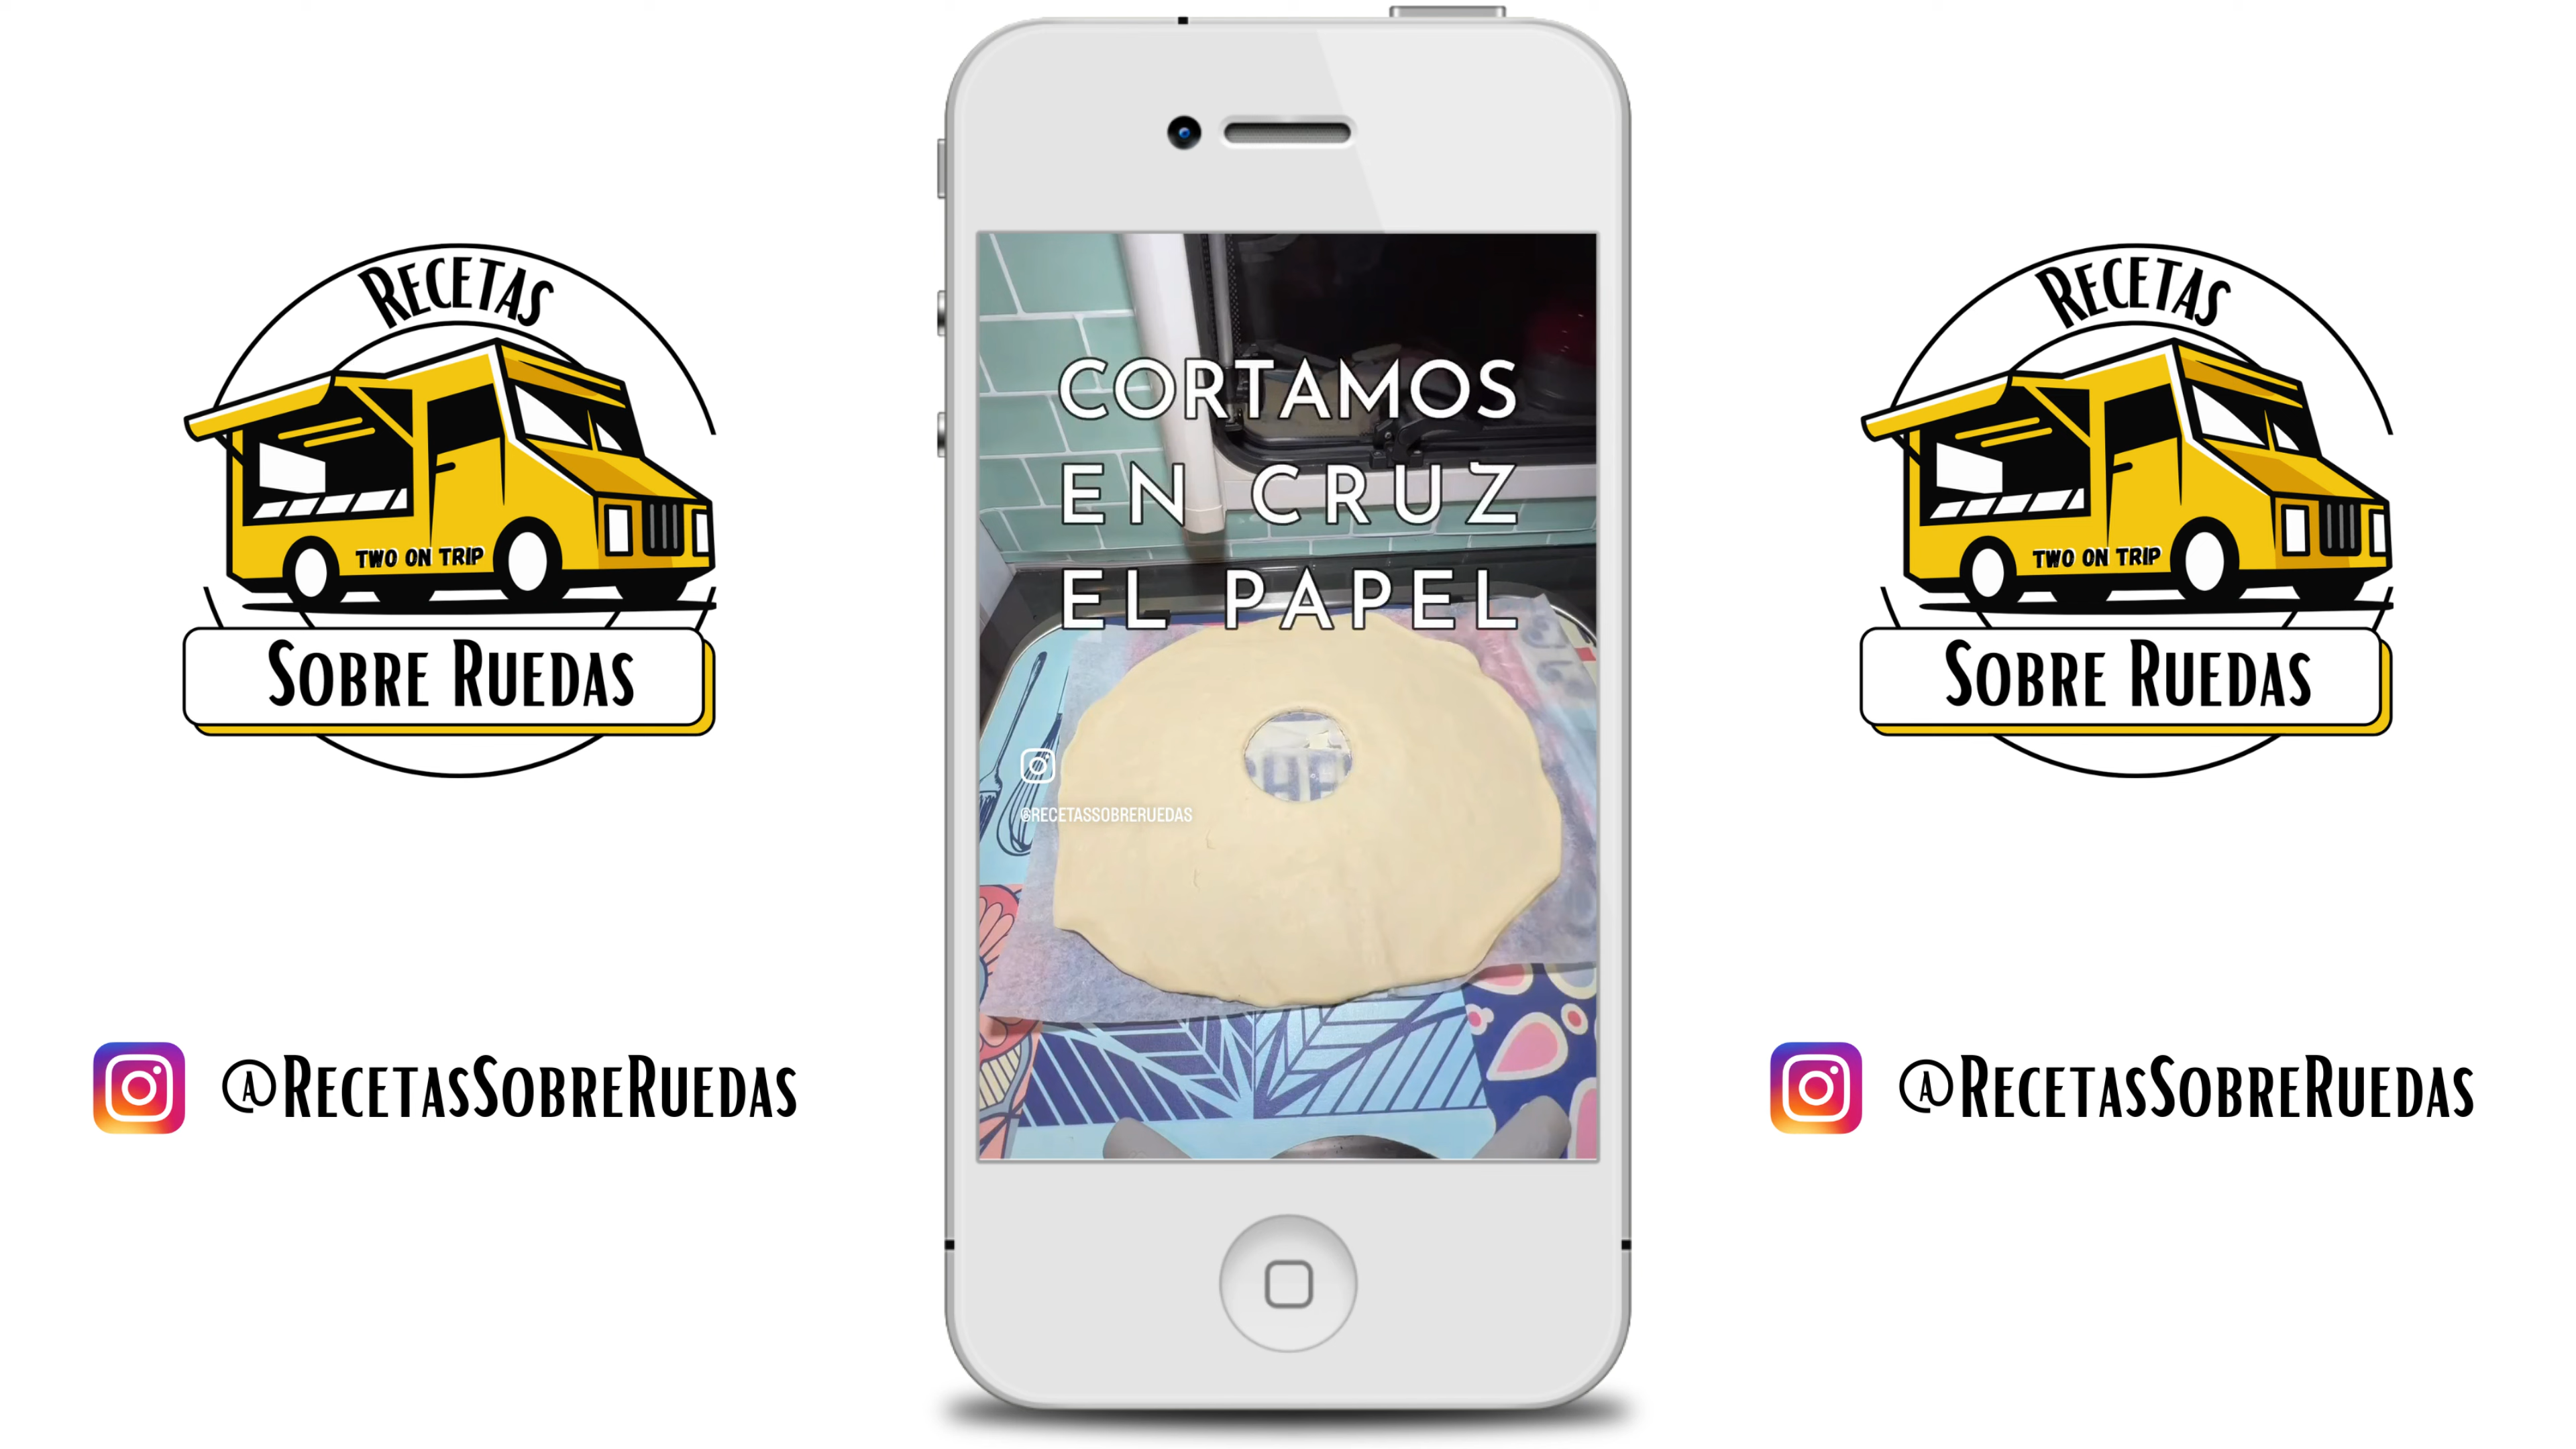 RECETAS
TWO ON TRIP
SOBRE RUEDAS
@RECETASSOBRERUEDAS
CORTAMOS
EN CRUZ
EL PAPEL
@RECETASSOBRERUEDAS
RECETAS
TWO ON TRIP
SOBRE RUEDAS
@RECETASSOBRERUEDAS